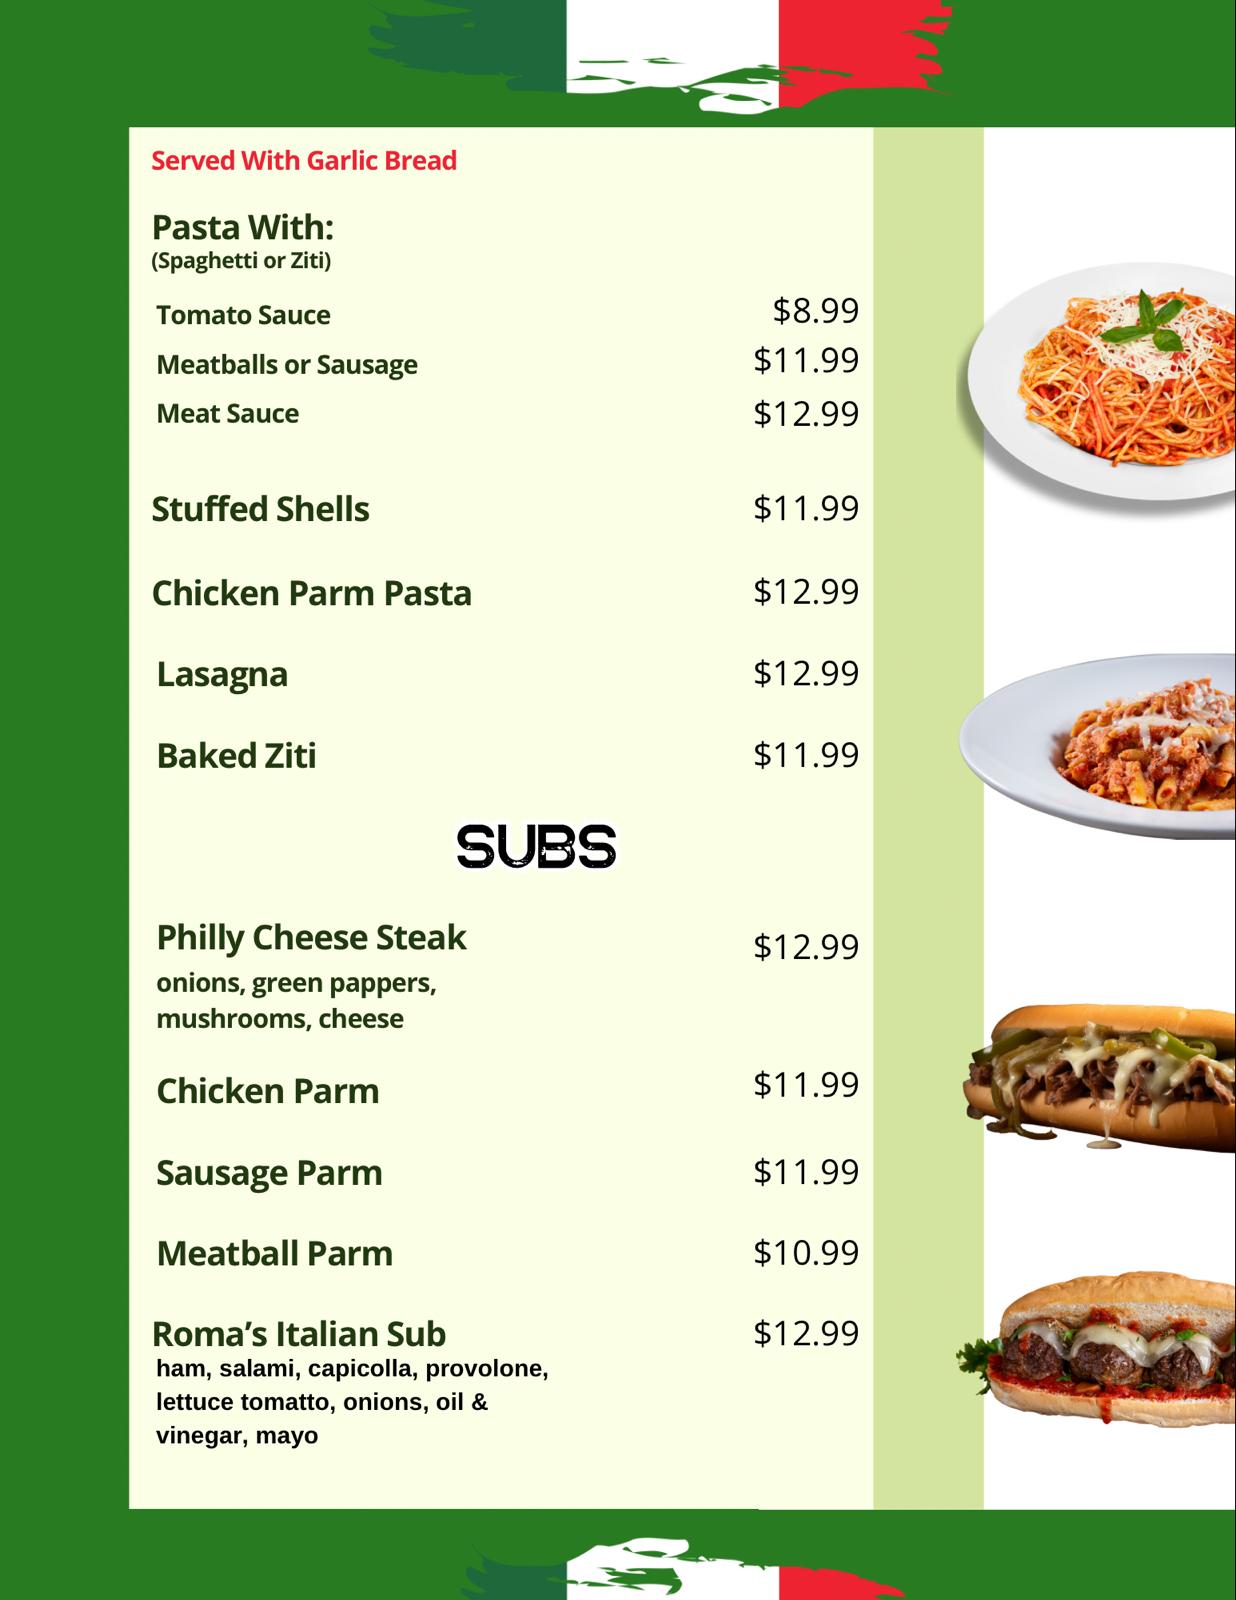 Served With Garlic Bread
Pasta With:
(Spaghetti or Ziti)
Tomato Sauce $8.99
Meatballs or Sausage $11.99
Meat Sauce $12.99
Stuffed Shells $11.99
Chicken Parm Pasta $12.99
Lasagna $12.99
Baked Ziti $11.99
SUBS
Philly Cheese Steak $12.99
onions, green pappers,
mushrooms, cheese
Chicken Parm $11.99
Sausage Parm $11.99
Meatball Parm $10.99
Roma’s Italian Sub $12.99
ham, salami, capicolla, provolone,
lettuce tomatto, onions, oil &
vinegar, mayo